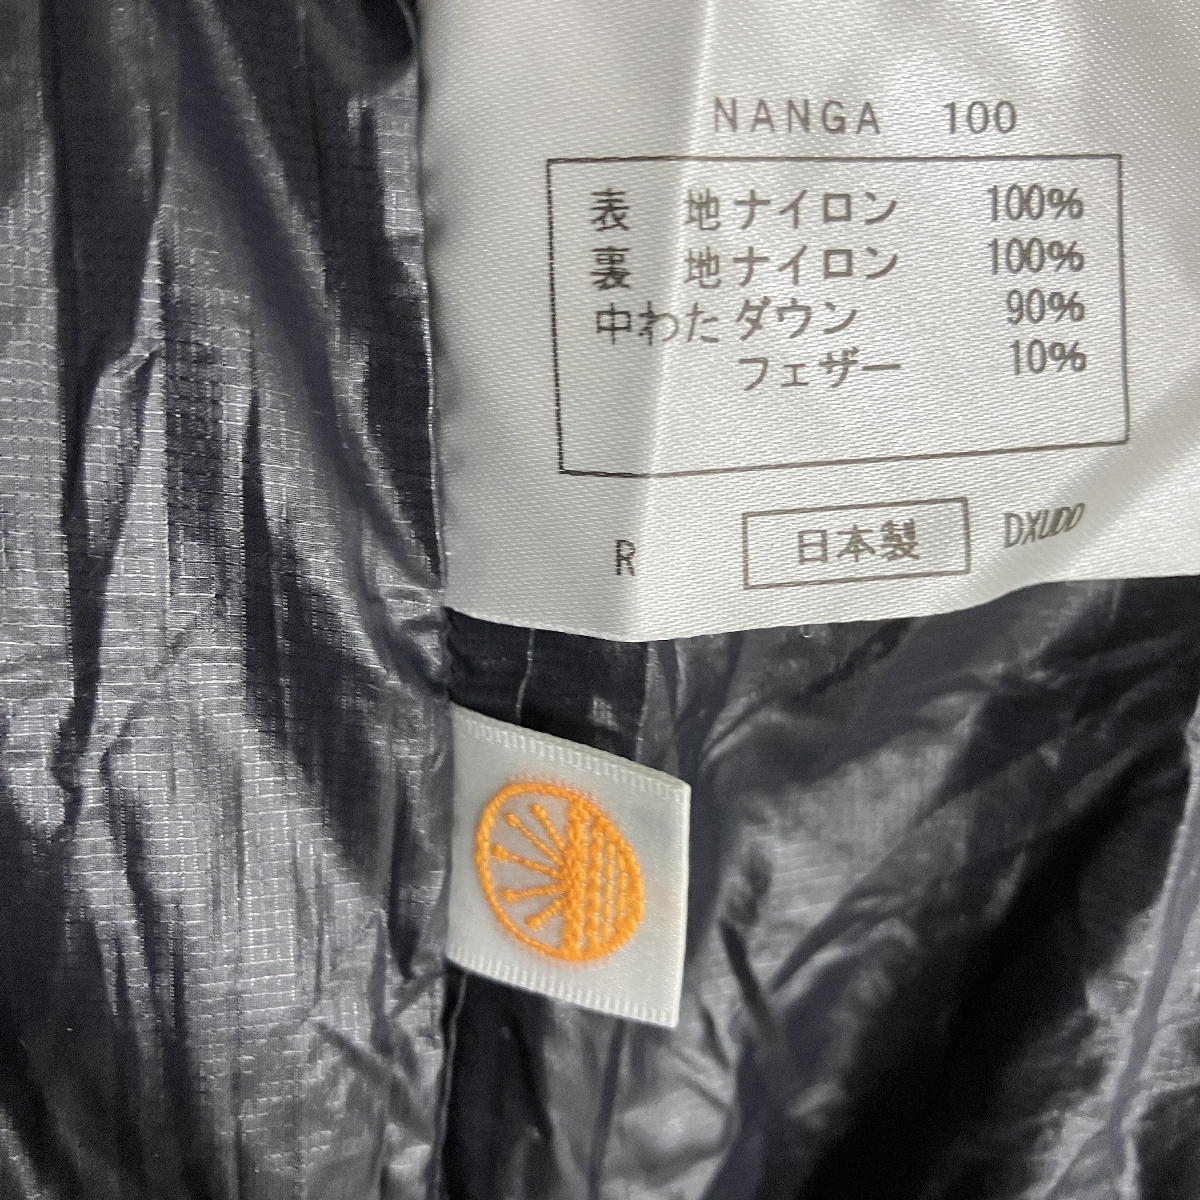 NANGA 100
表 地 ナイロン 100%
裏 地 ナイロン 100%
中わた ダウン 90%
フェザー 10%
R 日本製 DXUDD